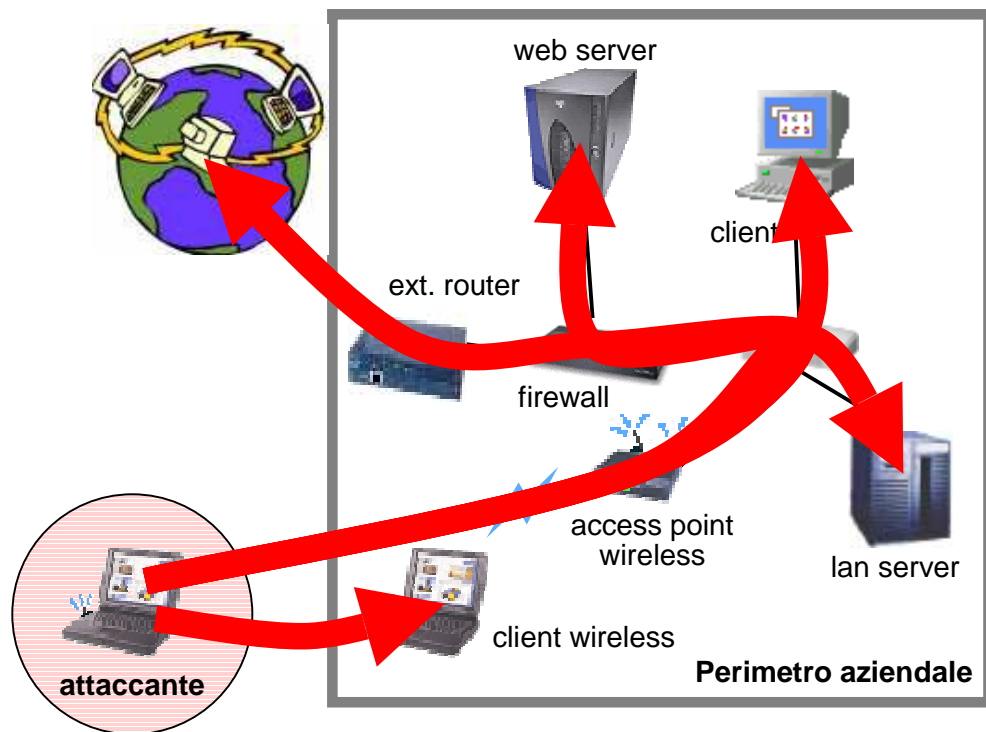 web server
client
ext. router
firewall
access point
wireless
lan server
client wireless
attaccante
Perimetro aziendale